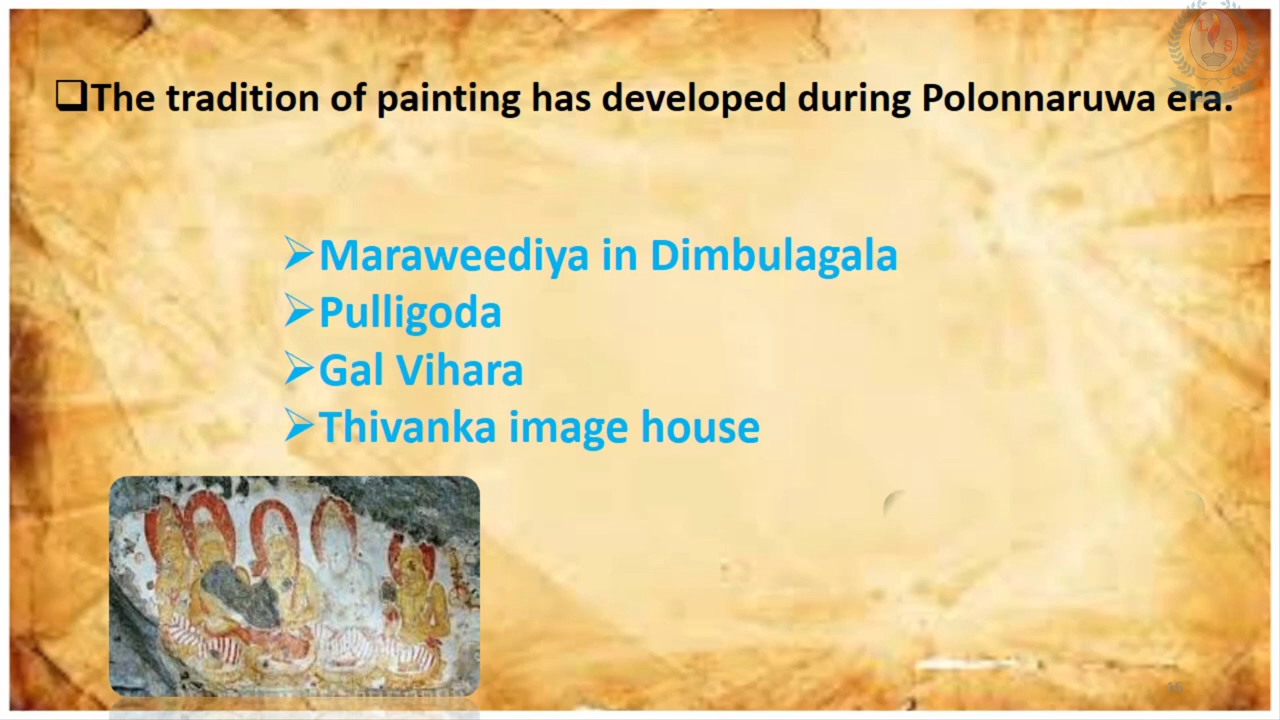 ❑The tradition of painting has developed during Polonnaruwa era.
➢Maraweediya in Dimbulagala
➢Pulligoda
➢Gal Vihara
➢Thivanka image house
L S